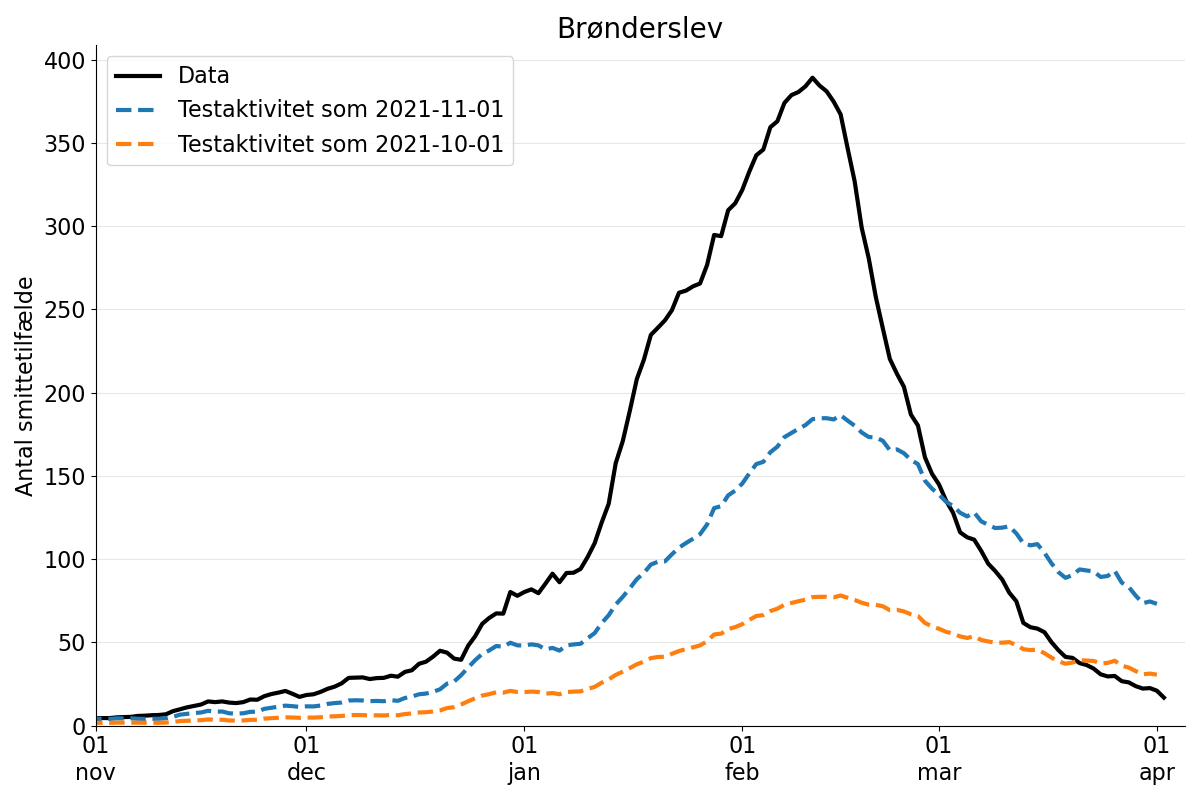 Brønderslev
Data
Testaktivitet som 2021-11-01
Testaktivitet som 2021-10-01
Antal smittetilfælde
400
350
300
250
200
150
100
50
0
01 01 01 01 01 01
nov dec jan feb mar apr